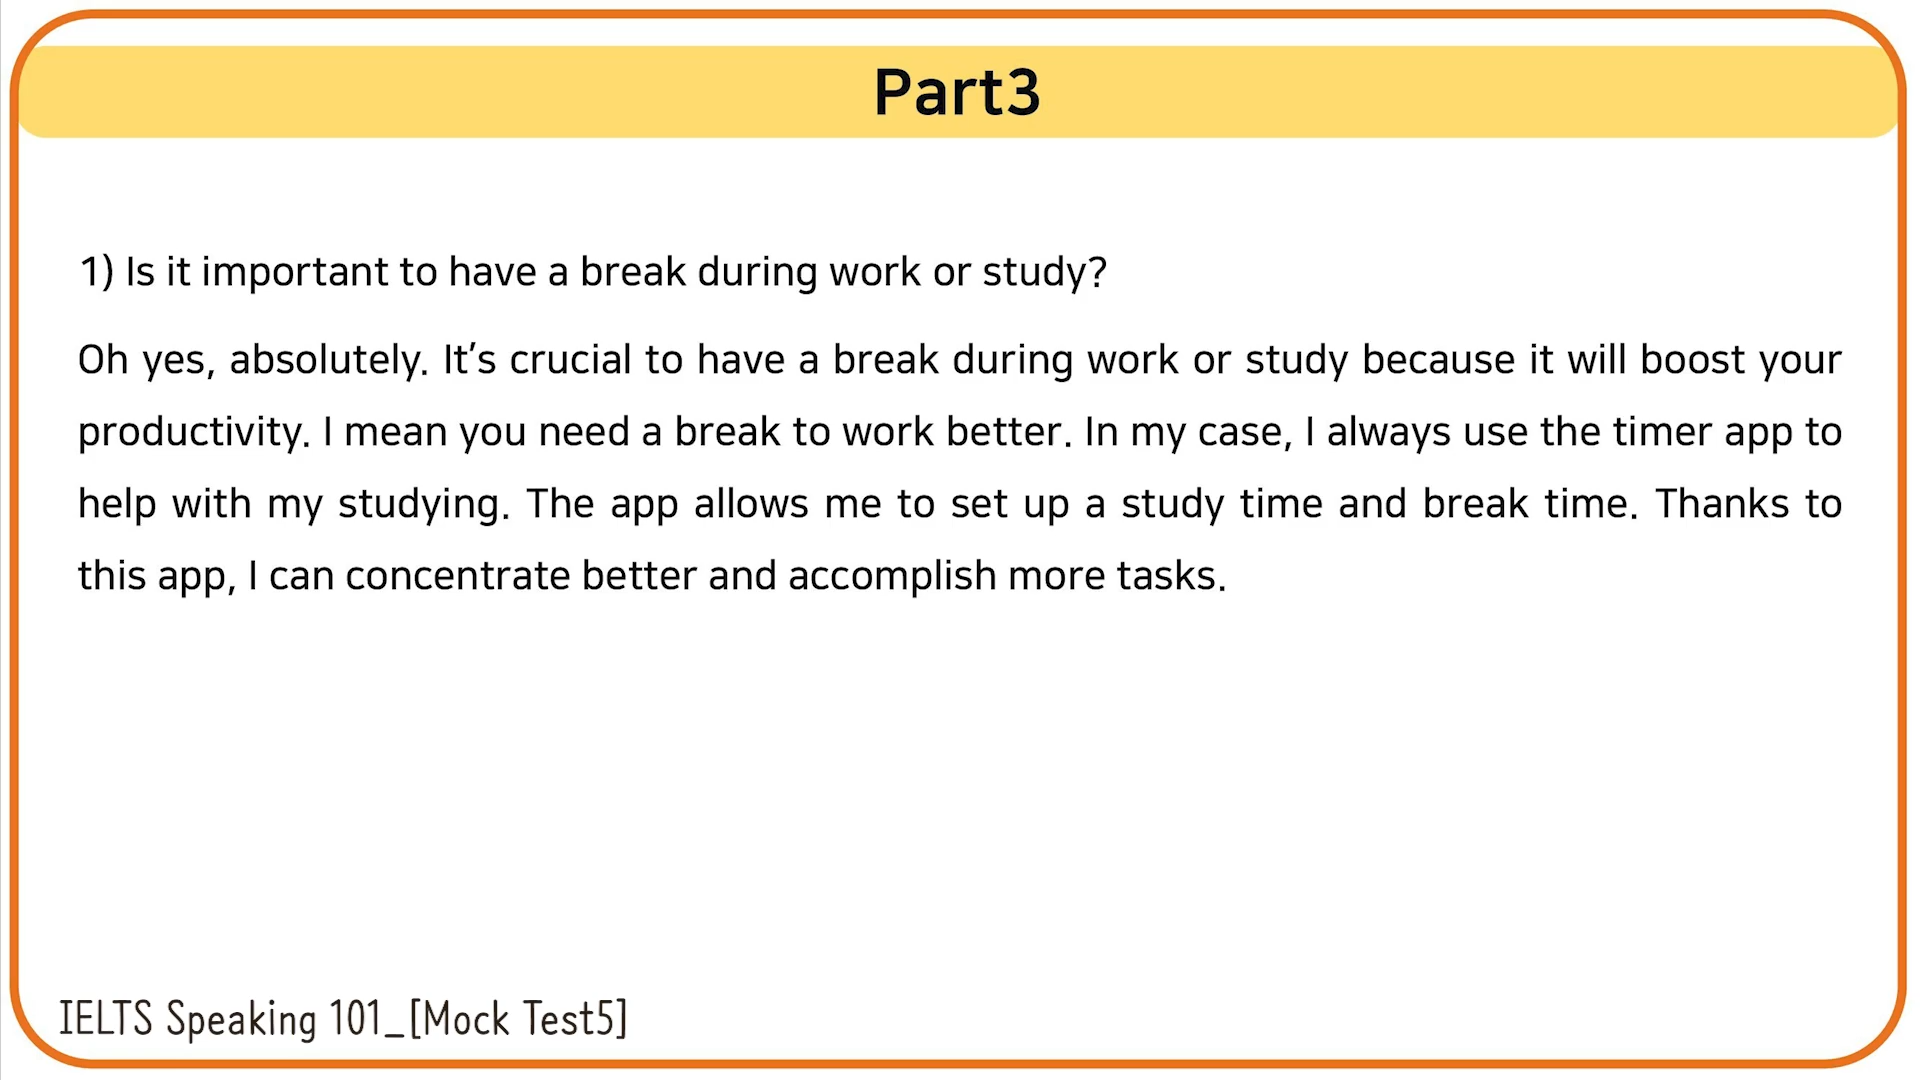 Part3
1) Is it important to have a break during work or study?
Oh yes, absolutely. It’s crucial to have a break during work or study because it will boost your
productivity. I mean you need a break to work better. In my case, I always use the timer app to
help with my studying. The app allows me to set up a study time and break time. Thanks to
this app, I can concentrate better and accomplish more tasks.
IELTS Speaking 101_[Mock Test5]